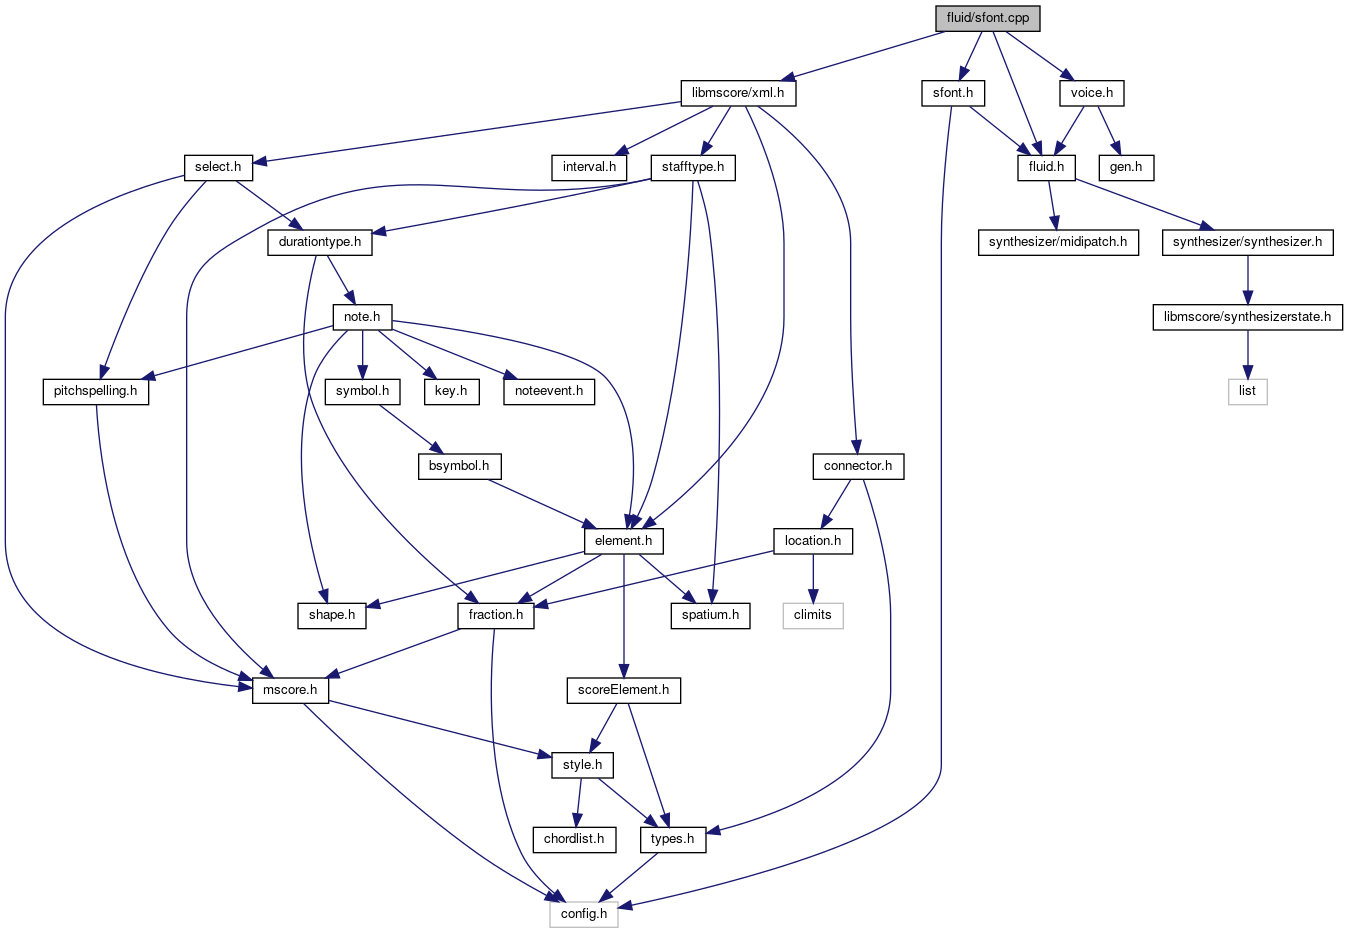 fluid/sfont.cpp
libmscore/xml.h
sfont.h
voice.h
select.h
interval.h
stafftype.h
fluid.h
gen.h
durationtype.h
synthesizer/midipatch.h
synthesizer/synthesizer.h
note.h
libmscore/synthesizerstate.h
pitchspelling.h
symbol.h
key.h
noteevent.h
list
bsymbol.h
connector.h
element.h
location.h
shape.h
fraction.h
spatium.h
climits
mscore.h
scoreElement.h
style.h
chordlist.h
types.h
config.h